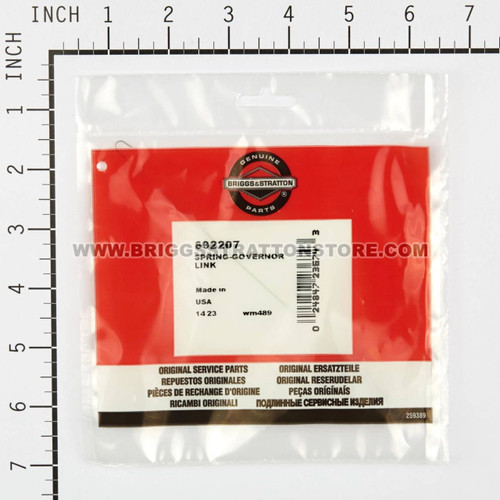 INCH 1 2 3 4 5 6 7
INCH
1
2
3
4
5
6
7
GENUINE
BRIGGS&STRATTON
®
PARTS
692207
SPRING-GOVERNOR
LINK
WWW.BRIGGSSTRATTONSTORE.COM
Made in
USA
14 23 wm489
ORIGINAL SERVICE PARTS
REPUESTOS ORIGINALES
PIÈCES DE RECHANGE D'ORIGINE
RICAMBI ORIGINALI
ORIGINAL ERSATZTEILE
ORIGINAL RESERUDELAR
PEÇAS ORIGINAIS
ПОДЛИННЫЕ СЕРВИСНЫЕ ИЗДЕЛИЯ
259389